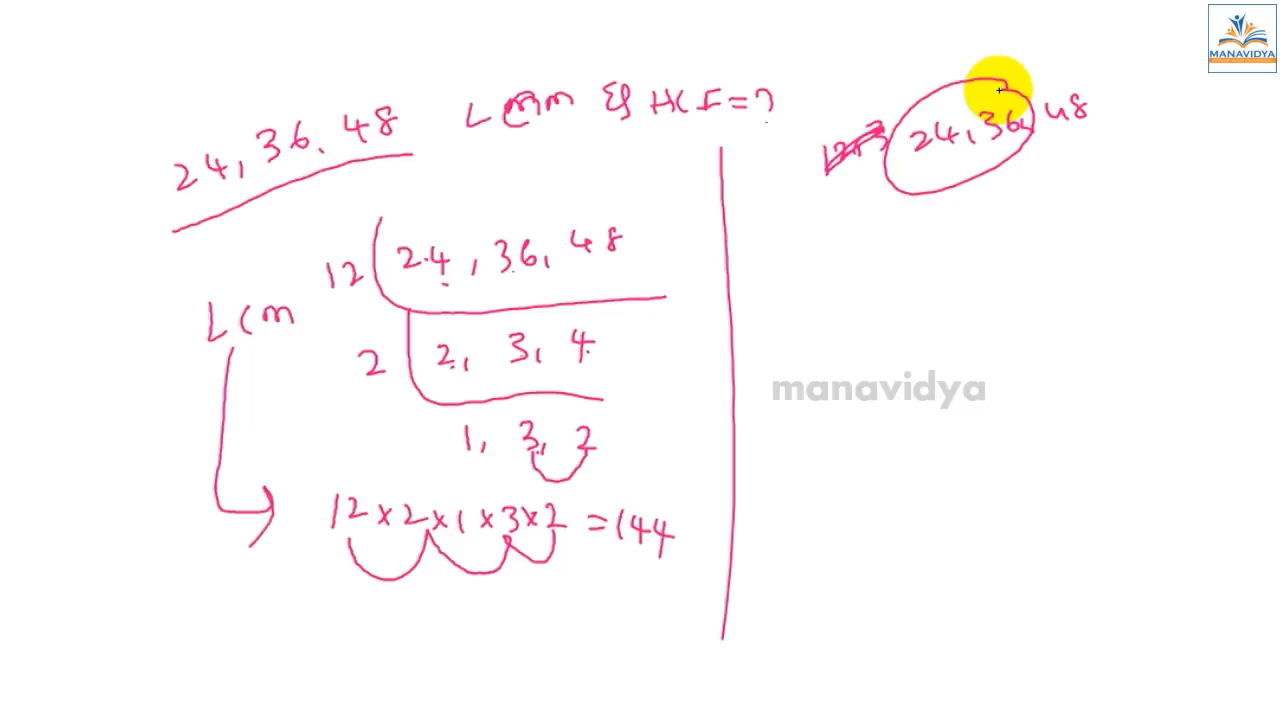 MANAVIDYA
24, 36, 48 LCM & HCF = ?
24, 36, 48
12 24, 36, 48
LCM
2 2, 3, 4
manavidya
1, 3, 2
12 × 2 × 1 × 3 × 2 = 144